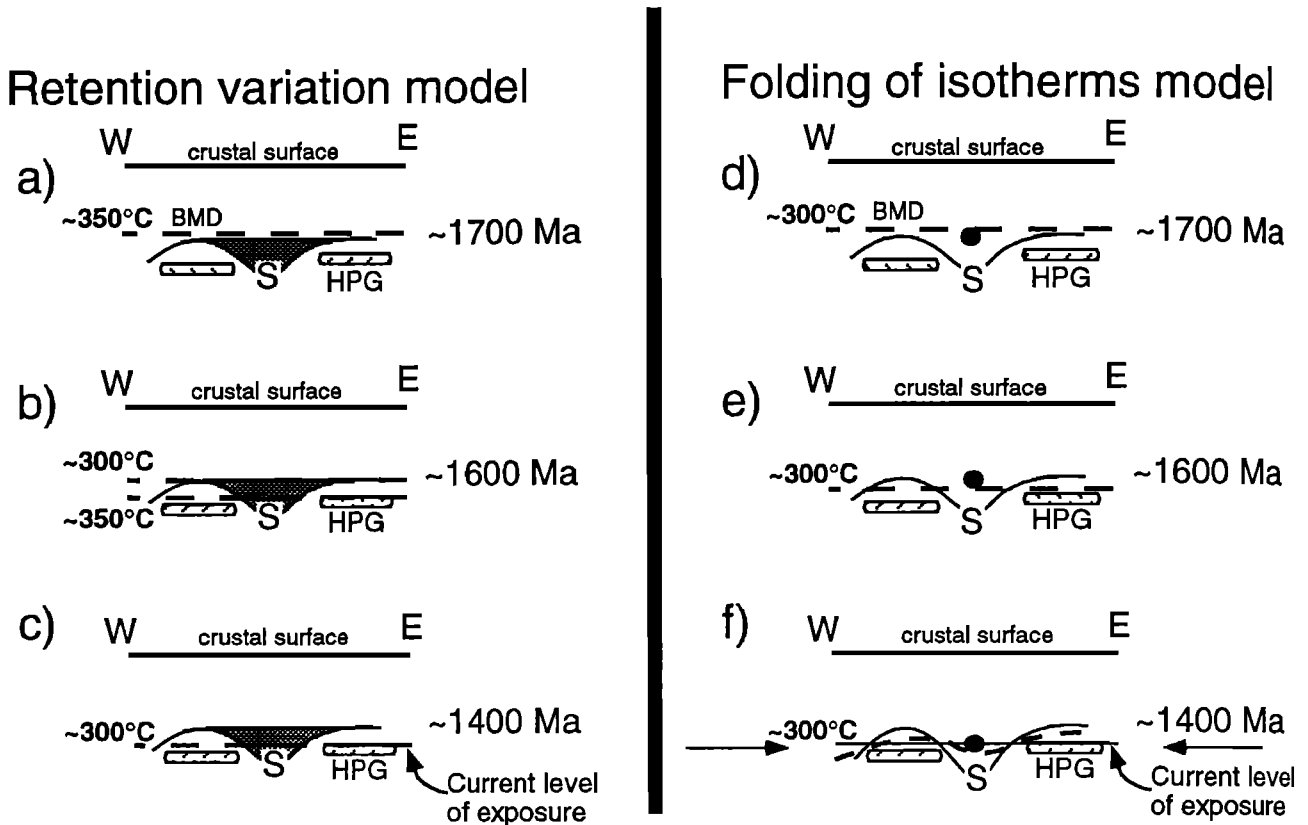 Retention variation model
a)
W
E
crustal surface
~350°C
BMD
~1700 Ma
S
HPG
b)
W
E
crustal surface
~300°C
~350°C
~1600 Ma
S
HPG
c)
W
E
crustal surface
~300°C
~1400 Ma
S
HPG
Current level
of exposure
Folding of isotherms model
d)
W
E
crustal surface
~300°C
BMD
~1700 Ma
S
HPG
e)
W
E
crustal surface
~300°C
~1600 Ma
S
HPG
f)
W
E
crustal surface
~300°C
~1400 Ma
S
HPG
Current level
of exposure